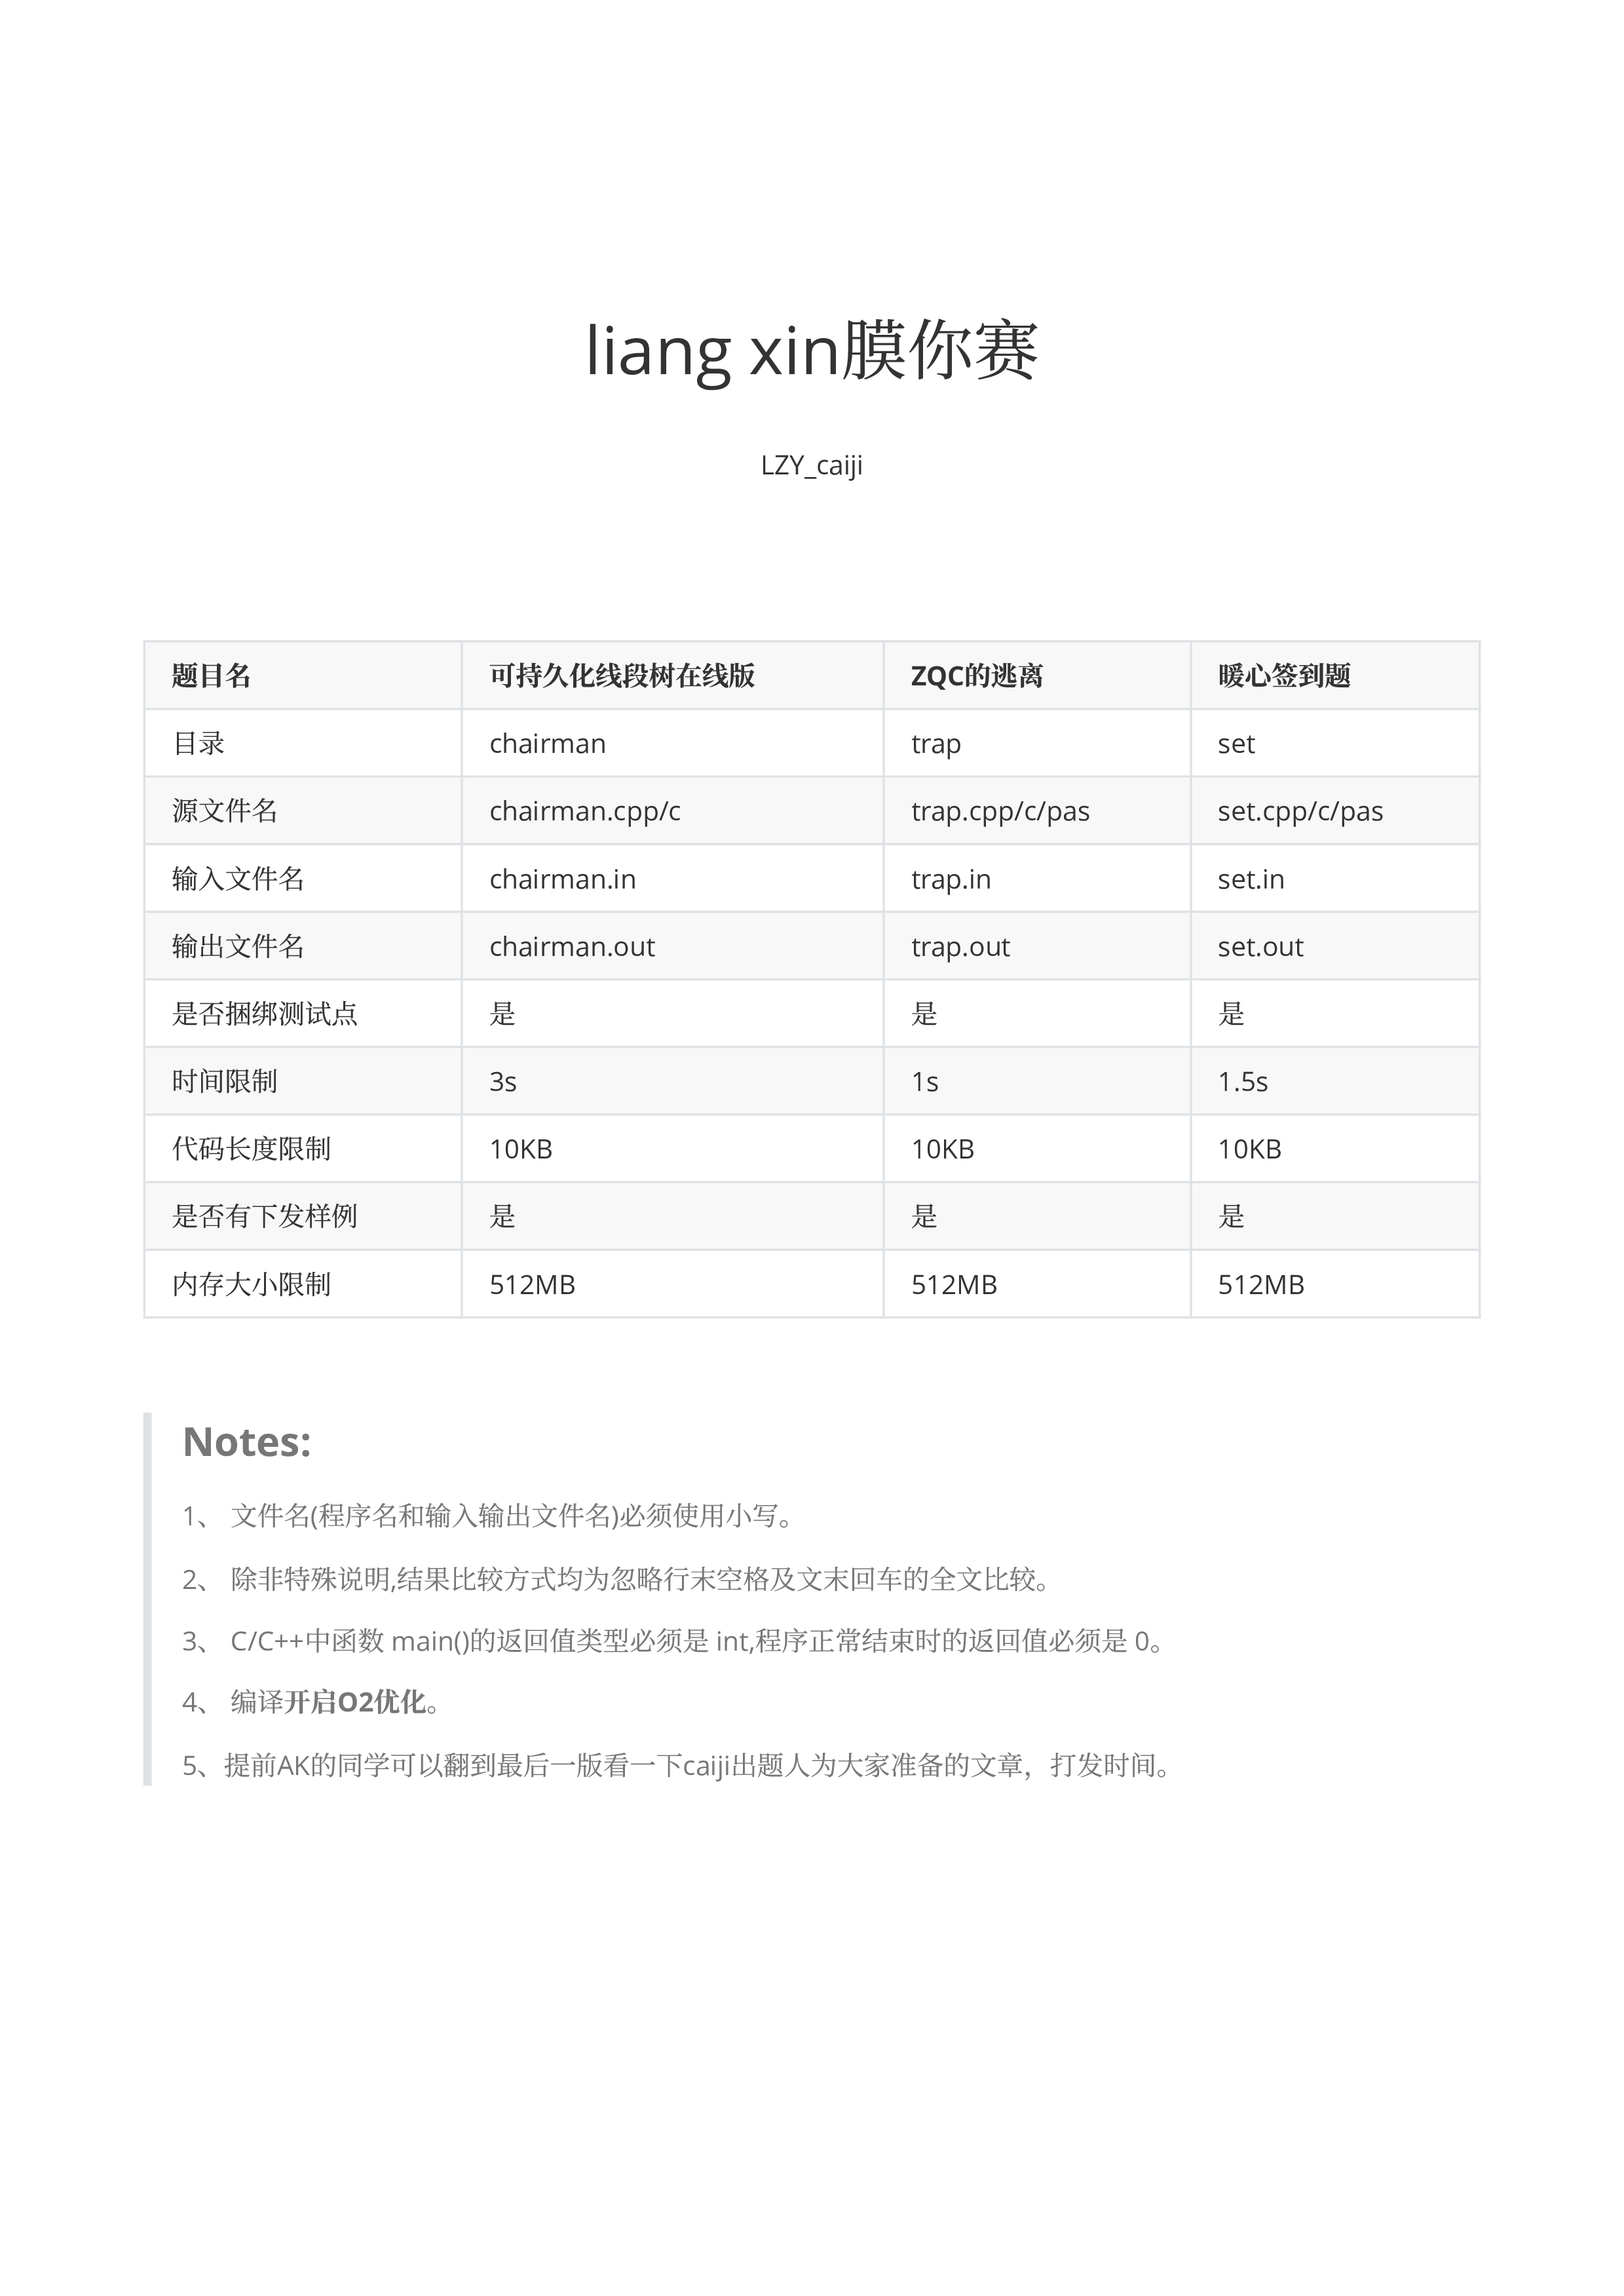 liang xin膜你赛
LZY_caiji
题目名 可持久化线段树在线版 ZQC的逃离 暖心签到题
目录 chairman trap set
源文件名 chairman.cpp/c trap.cpp/c/pas set.cpp/c/pas
输入文件名 chairman.in trap.in set.in
输出文件名 chairman.out trap.out set.out
是否捆绑测试点 是 是 是
时间限制 3s 1s 1.5s
代码长度限制 10KB 10KB 10KB
是否有下发样例 是 是 是
内存大小限制 512MB 512MB 512MB
Notes:
1、 文件名(程序名和输入输出文件名)必须使用小写。
2、 除非特殊说明,结果比较方式均为忽略行末空格及文末回车的全文比较。
3、 C/C++中函数 main()的返回值类型必须是 int,程序正常结束时的返回值必须是 0。
4、 编译开启O2优化。
5、提前AK的同学可以翻到最后一版看一下caiji出题人为大家准备的文章，打发时间。